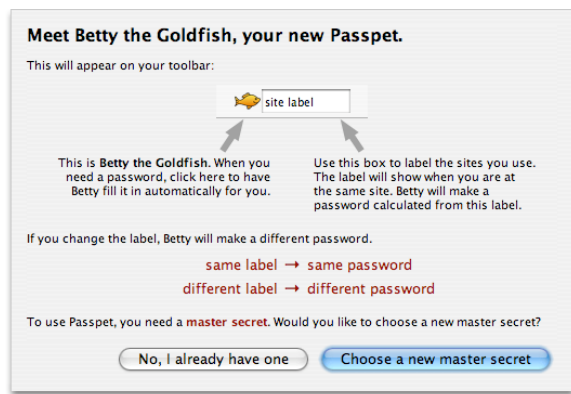 Meet Betty the Goldfish, your new Passpet.
This will appear on your toolbar:
site label
This is Betty the Goldfish. When you
need a password, click here to have
Betty fill it in automatically for you.
Use this box to label the sites you use.
The label will show when you are at
the same site. Betty will make a
password calculated from this label.
If you change the label, Betty will make a different password.
same label → same password
different label → different password
To use Passpet, you need a master secret. Would you like to choose a new master secret?
No, I already have one
Choose a new master secret